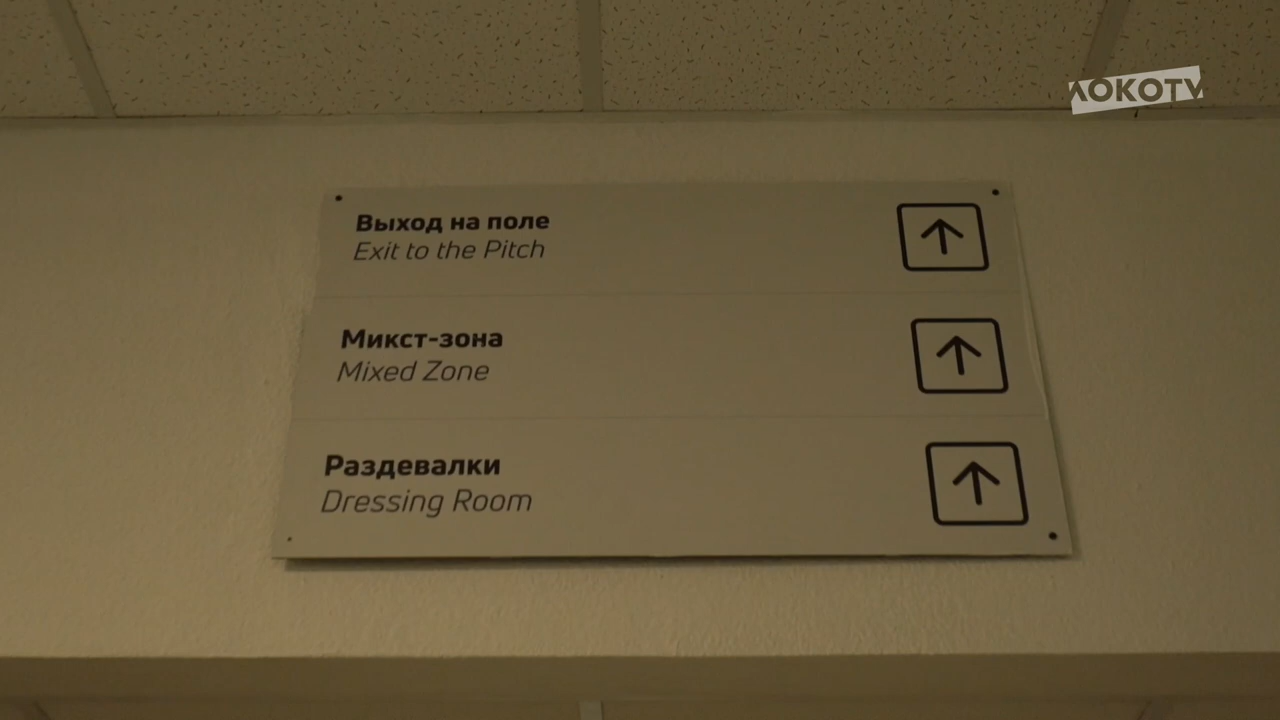 ЛОКОTV
Выход на поле
Exit to the Pitch
Микст-зона
Mixed Zone
Раздевалки
Dressing Room